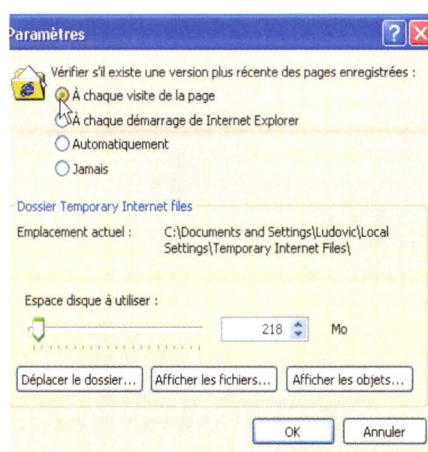 Paramètres
Vérifier s'il existe une version plus récente des pages enregistrées :
À chaque visite de la page
À chaque démarrage de Internet Explorer
Automatiquement
Jamais
Dossier Temporary Internet files
Emplacement actuel : C:\Documents and Settings\Ludovic\Local
Settings\Temporary Internet Files\
Espace disque à utiliser :
218 Mo
Déplacer le dossier... Afficher les fichiers... Afficher les objets...
OK Annuler